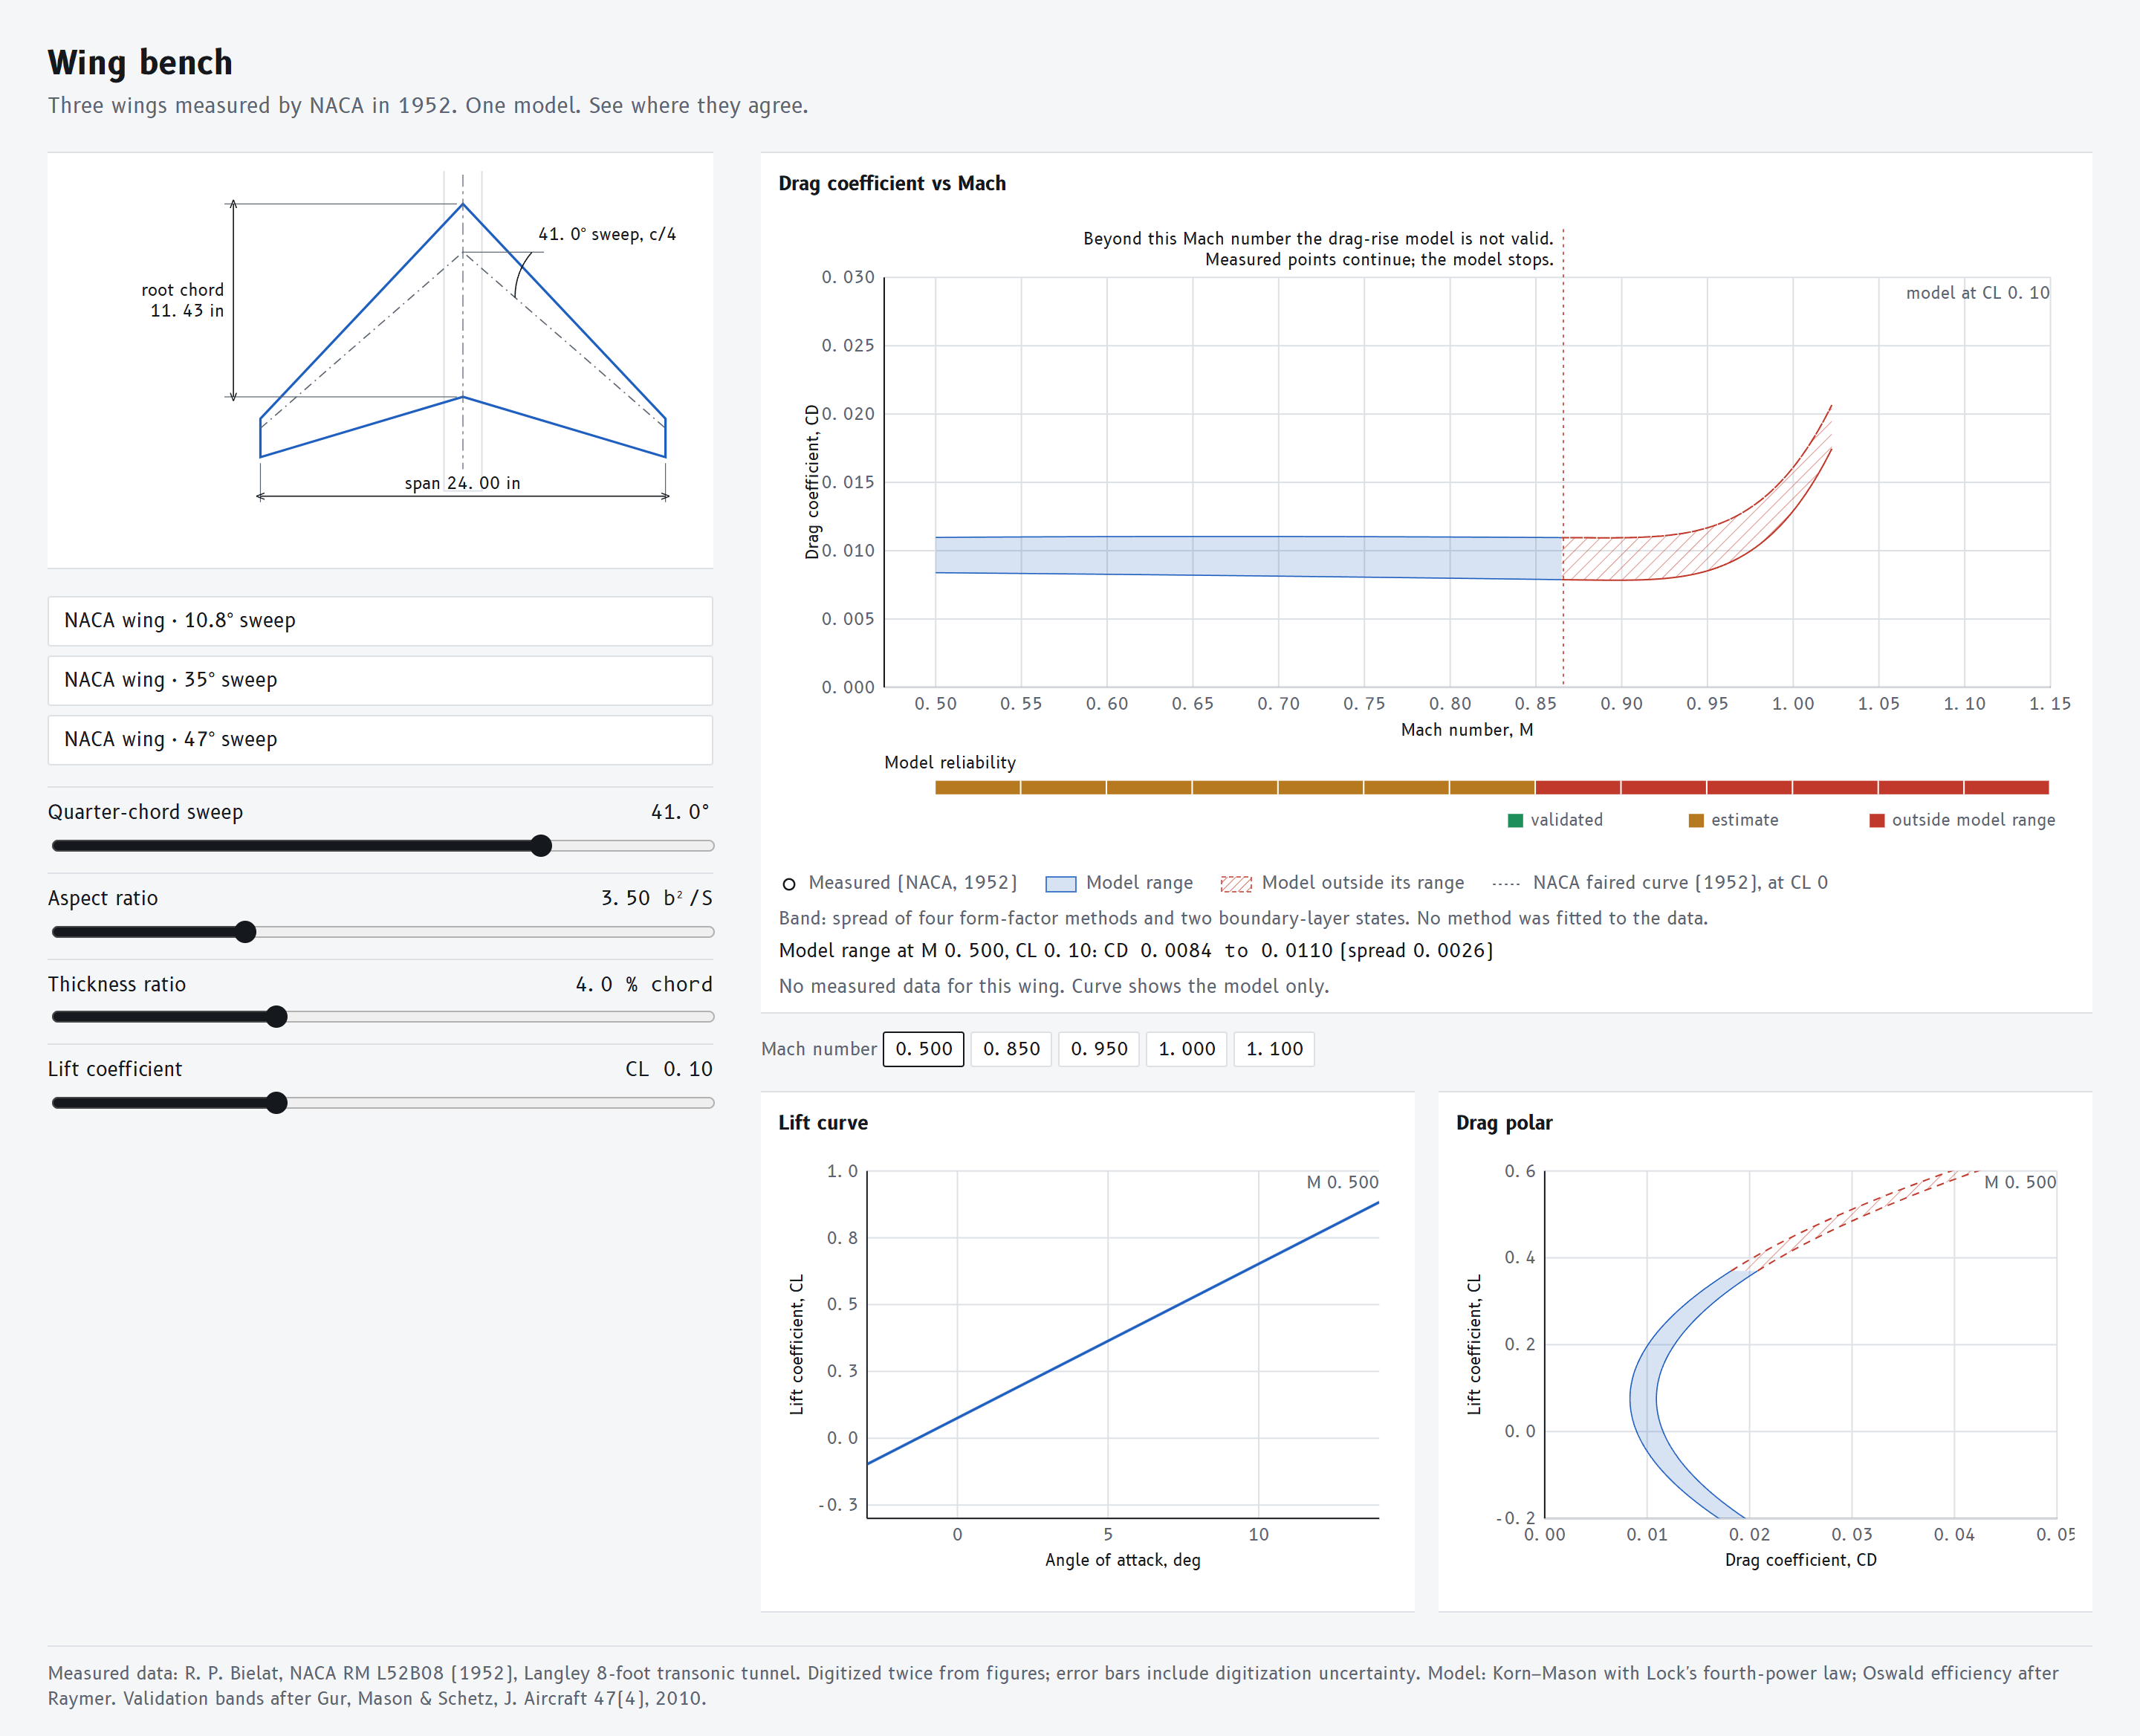 Wing bench
Three wings measured by NACA in 1952. One model. See where they agree.
41.0° sweep, c/4
root chord
11.43 in
span 24.00 in
NACA wing · 10.8° sweep
NACA wing · 35° sweep
NACA wing · 47° sweep
Quarter-chord sweep 41.0°
Aspect ratio 3.50 b²/S
Thickness ratio 4.0 % chord
Lift coefficient CL 0.10
Drag coefficient vs Mach
Beyond this Mach number the drag-rise model is not valid.
Measured points continue; the model stops.
model at CL 0.10
0.030
0.025
0.020
0.015
0.010
0.005
0.000
Drag coefficient, CD
0.50 0.55 0.60 0.65 0.70 0.75 0.80 0.85 0.90 0.95 1.00 1.05 1.10 1.15
Mach number, M
Model reliability
validated estimate outside model range
Measured (NACA, 1952) Model range Model outside its range NACA faired curve (1952), at CL 0
Band: spread of four form-factor methods and two boundary-layer states. No method was fitted to the data.
Model range at M 0.500, CL 0.10: CD 0.0084 to 0.0110 (spread 0.0026)
No measured data for this wing. Curve shows the model only.
Mach number 0.500 0.850 0.950 1.000 1.100
Lift curve
M 0.500
1.0
0.8
0.5
0.3
0.0
-0.3
Lift coefficient, CL
0 5 10
Angle of attack, deg
Drag polar
M 0.500
0.6
0.4
0.2
0.0
-0.2
Lift coefficient, CL
0.00 0.01 0.02 0.03 0.04 0.05
Drag coefficient, CD
Measured data: R. P. Bielat, NACA RM L52B08 (1952), Langley 8-foot transonic tunnel. Digitized twice from figures; error bars include digitization uncertainty. Model: Korn–Mason with Lock's fourth-power law; Oswald efficiency after
Raymer. Validation bands after Gur, Mason & Schetz, J. Aircraft 47(4), 2010.